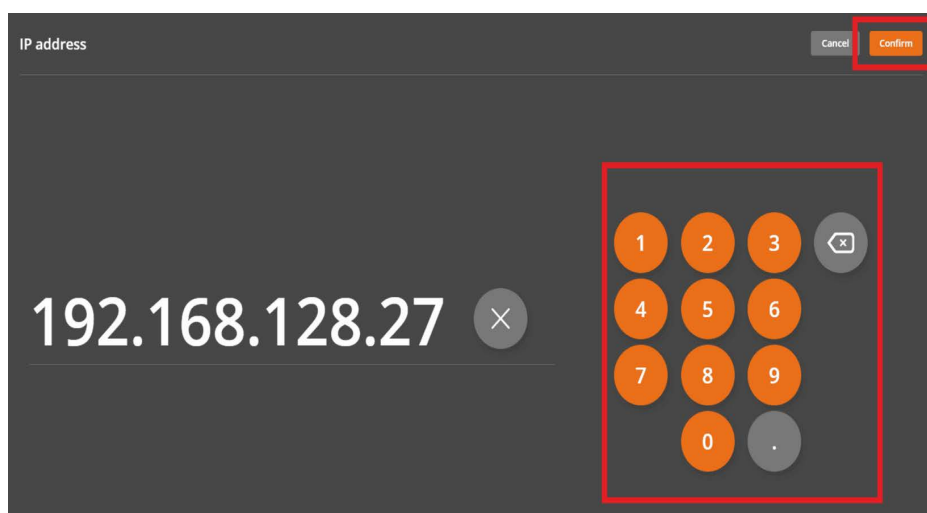 IP address
Cancel
Confirm
1 2 3
4 5 6
192.168.128.27
7 8 9
0 .